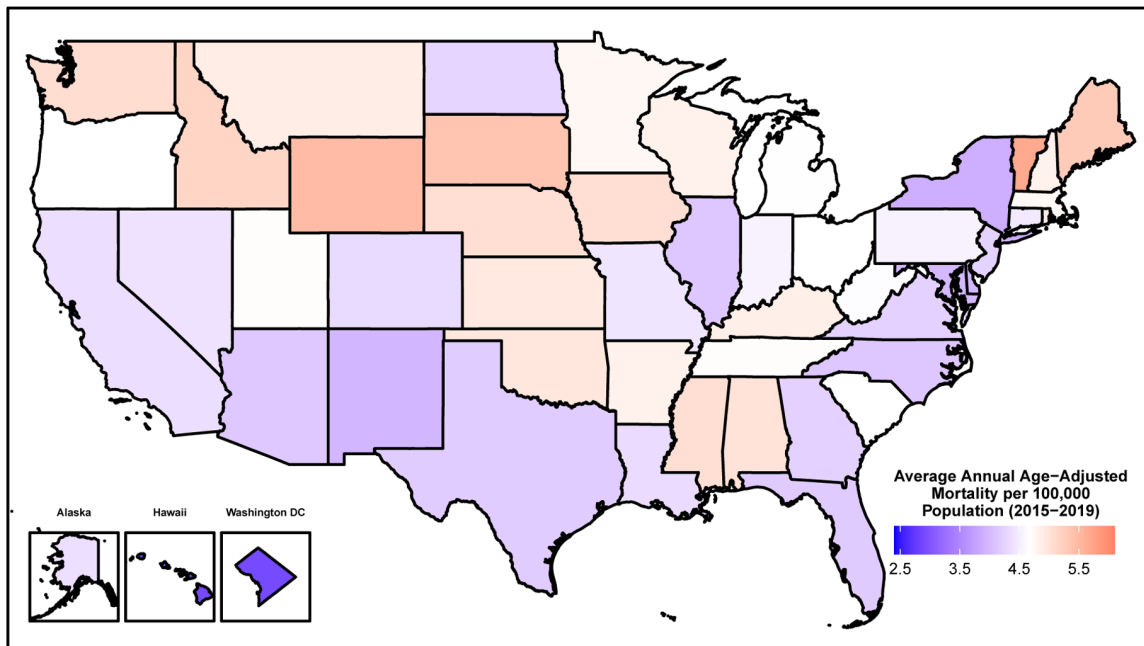 Average Annual Age−Adjusted
Mortality per 100,000
Population (2015−2019)
2.5 3.5 4.5 5.5
Alaska Hawaii Washington DC